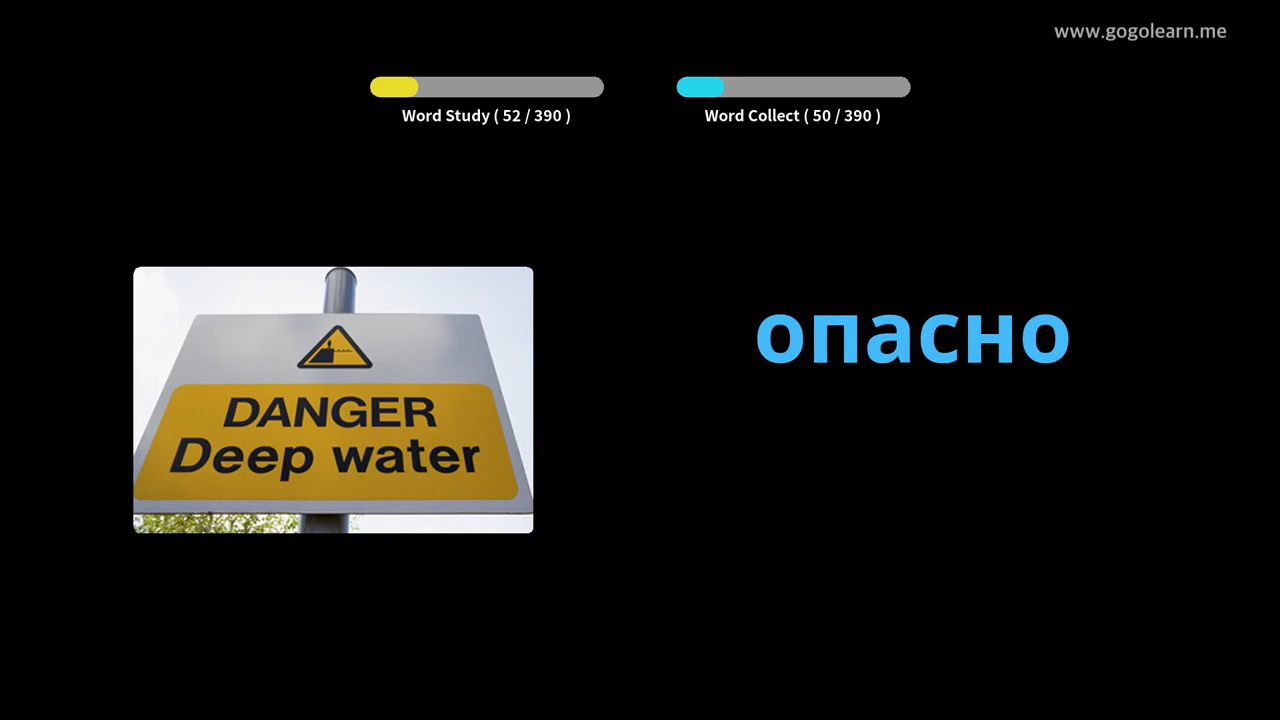 www.gogolearn.me
Word Study ( 52 / 390 )
Word Collect ( 50 / 390 )
DANGER
Deep water
опасно